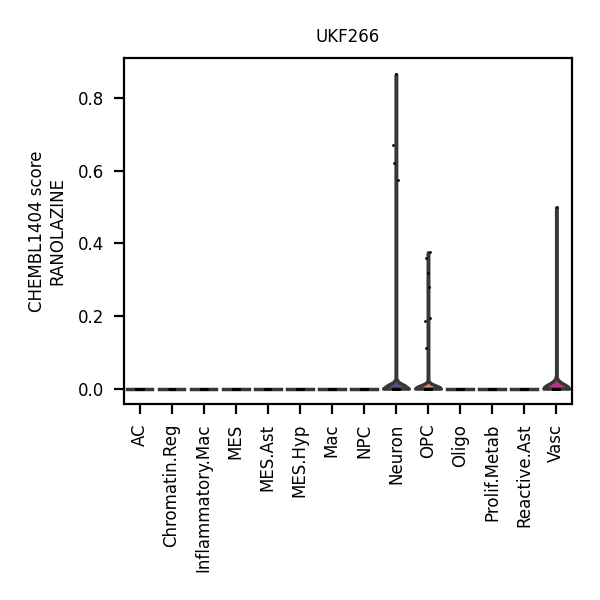 UKF266
CHEMBL1404 score
RANOLAZINE
0.8
0.6
0.4
0.2
0.0
AC
Chromatin.Reg
Inflammatory.Mac
MES
MES.Ast
MES.Hyp
Mac
NPC
Neuron
OPC
Oligo
Prolif.Metab
Reactive.Ast
Vasc